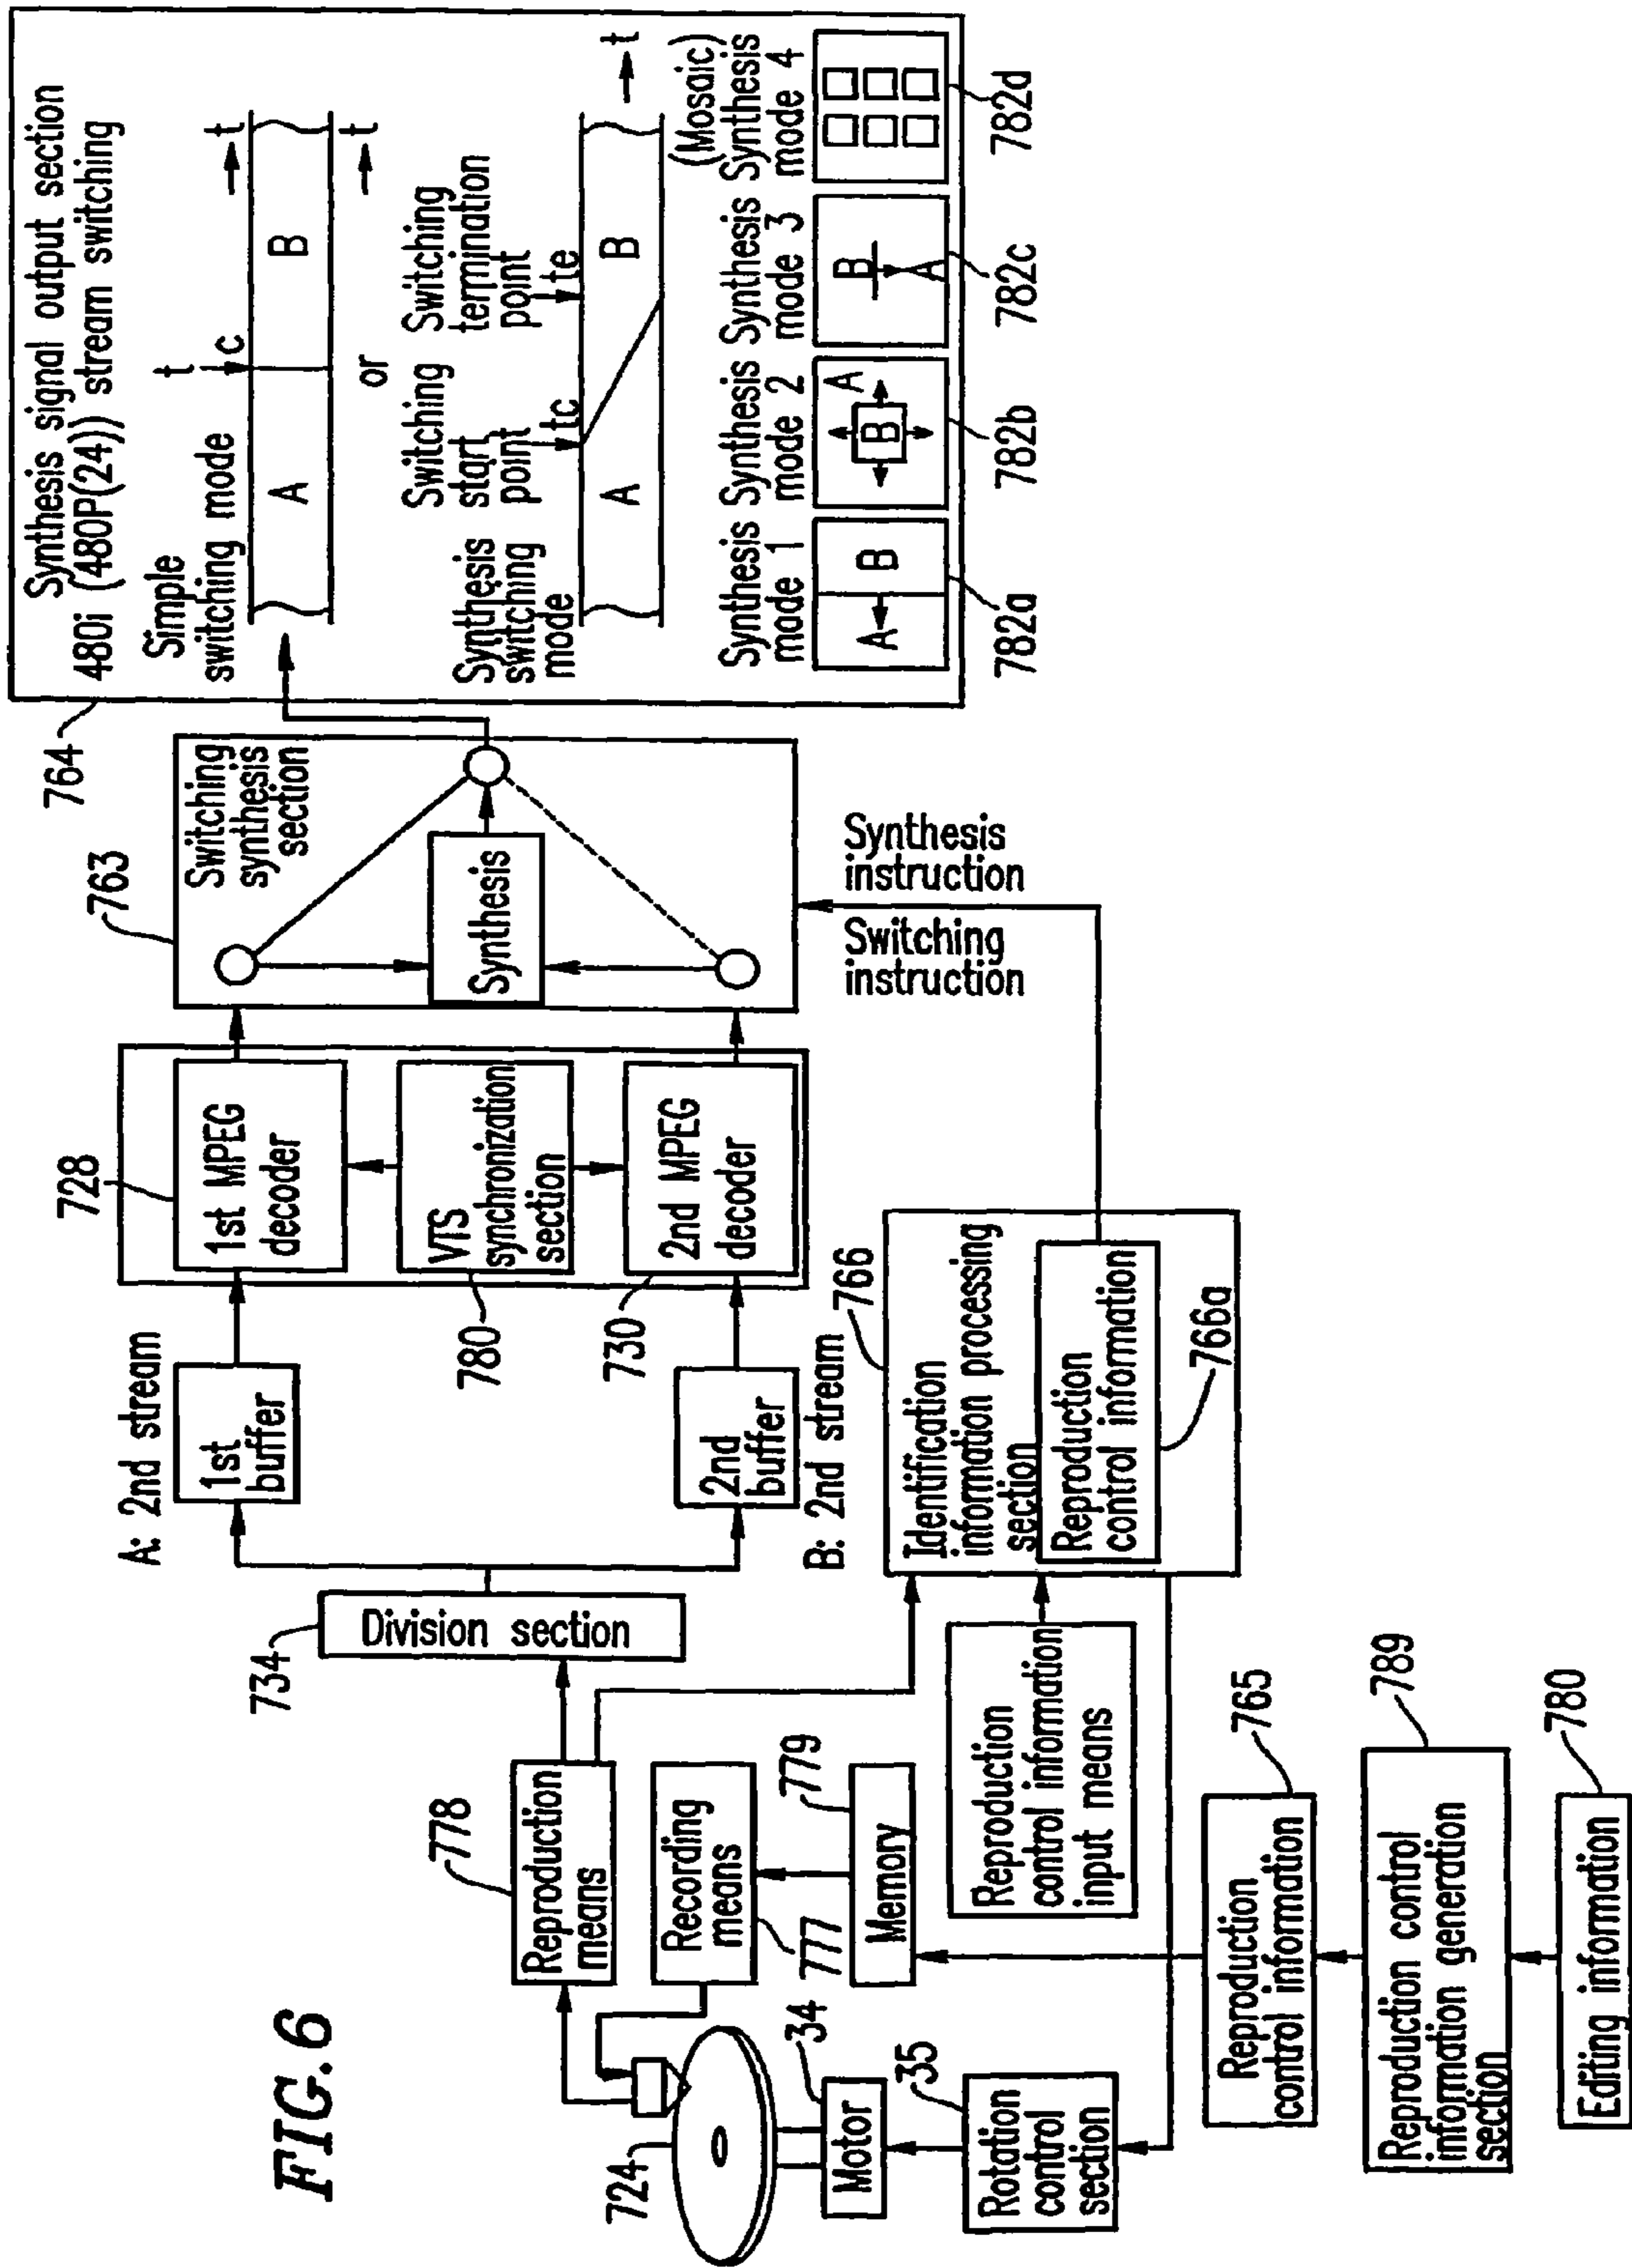 FIG.6
724
Motor
34
Rotation
control
section
35
Reproduction
means
778
Recording
means
777
Memory
779
Reproduction
control information
765
Reproduction control
information generation
section
789
Editing information
780
Reproduction
control information
input means
Division section
734
A: 2nd stream
1st
buffer
2nd
buffer
B: 2nd stream
Identification
information processing
section
Reproduction
control information
766
766a
728
1st MPEG
decoder
VTS
synchronization
section
780
2nd MPEG
decoder
730
763
Switching
synthesis
section
Synthesis
Switching
instruction
Synthesis
instruction
764
Synthesis signal output section
480i (480P(24)) stream switching
Simple
switching mode
t
c
t
A
B
t
or
Synthesis
switching
mode
Switching
start
point
tc
Switching
termination
point
te
A
B
t
Synthesis
mode 1
A
B
782a
Synthesis
mode 2
A
B
782b
Synthesis
mode 3
B
A
782c
(Mosaic)
Synthesis
mode 4
782d